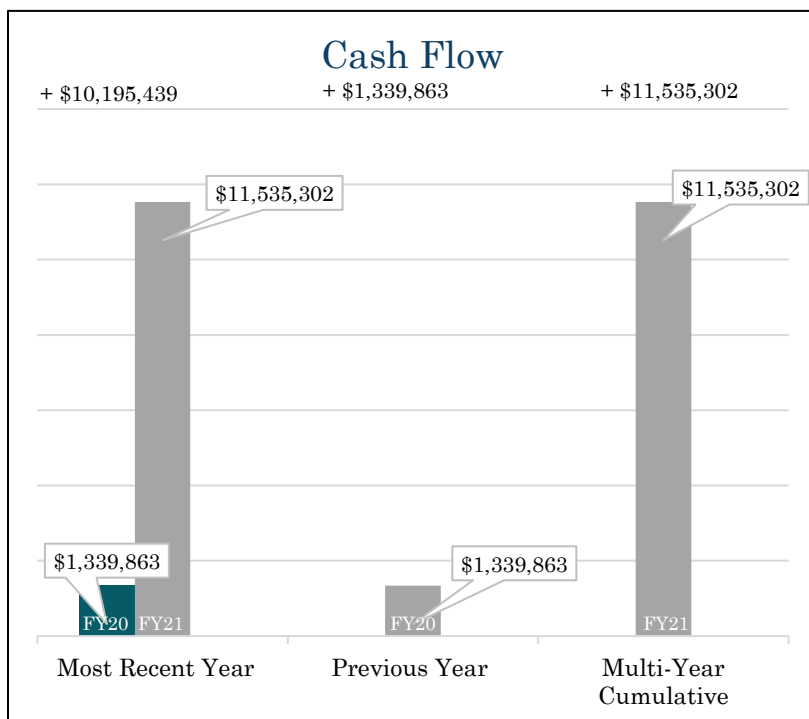 Cash Flow
+ $10,195,439
+ $1,339,863
+ $11,535,302
$11,535,302
$11,535,302
$1,339,863
$1,339,863
FY20
FY21
FY20
FY21
Most Recent Year
Previous Year
Multi-Year
Cumulative